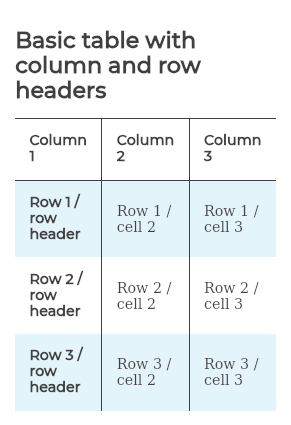 Basic table with
column and row
headers
Column
1
Column
2
Column
3
Row 1 /
row
header
Row 1 /
cell 2
Row 1 /
cell 3
Row 2 /
row
header
Row 2 /
cell 2
Row 2 /
cell 3
Row 3 /
row
header
Row 3 /
cell 2
Row 3 /
cell 3